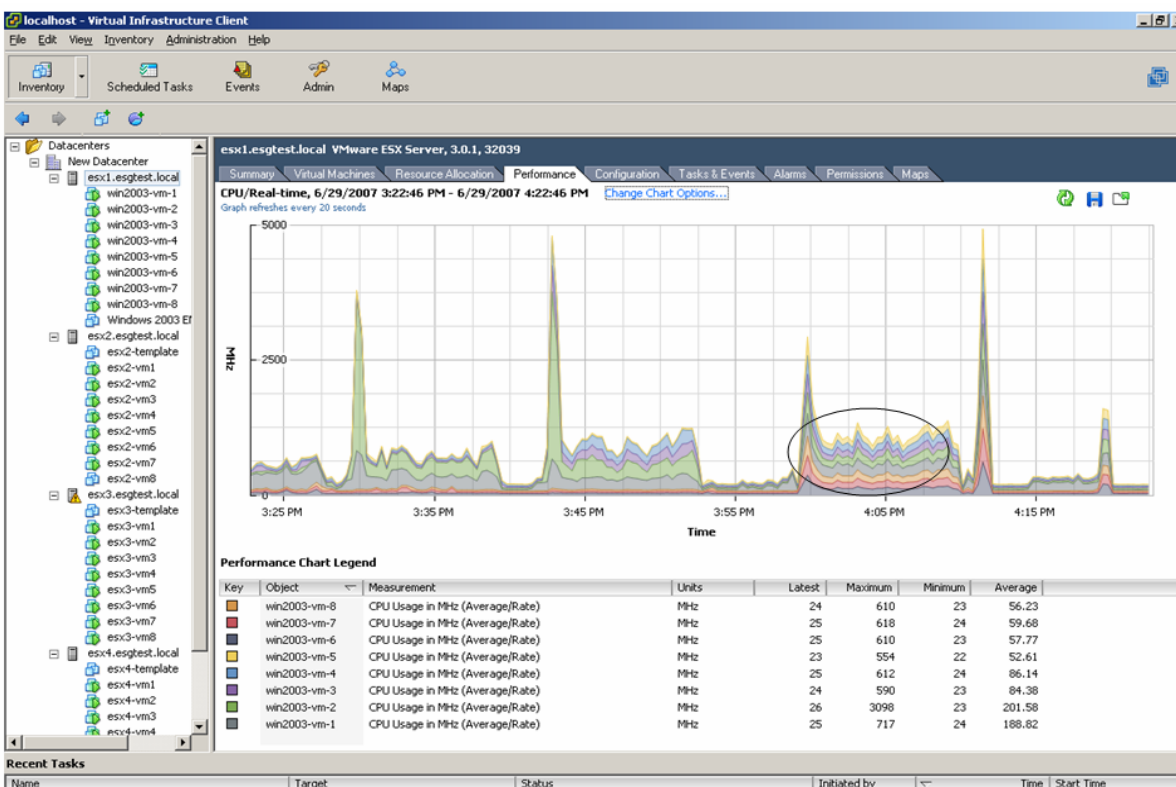 localhost - Virtual Infrastructure Client
File Edit View Inventory Administration Help
Inventory Scheduled Tasks Events Admin Maps
Datacenters
New Datacenter
esx1.esgtest.local
win2003-vm-1
win2003-vm-2
win2003-vm-3
win2003-vm-4
win2003-vm-5
win2003-vm-6
win2003-vm-7
win2003-vm-8
Windows 2003 E
esx2.esgtest.local
esx2-template
esx2-vm1
esx2-vm2
esx2-vm3
esx2-vm4
esx2-vm5
esx2-vm6
esx2-vm7
esx2-vm8
esx3.esgtest.local
esx3-template
esx3-vm1
esx3-vm2
esx3-vm3
esx3-vm4
esx3-vm5
esx3-vm6
esx3-vm7
esx3-vm8
esx4.esgtest.local
esx4-template
esx4-vm1
esx4-vm2
esx4-vm3
esx4-vm4
esx1.esgtest.local VMware ESX Server, 3.0.1, 32039
Summary Virtual Machines Resource Allocation Performance Configuration Tasks & Events Alarms Permissions Maps
CPU/Real-time, 6/29/2007 3:22:46 PM - 6/29/2007 4:22:46 PM Change Chart Options...
Graph refreshes every 20 seconds
5000
2500
0
MHz
3:25 PM 3:35 PM 3:45 PM 3:55 PM 4:05 PM 4:15 PM
Time
Performance Chart Legend
Key Object Measurement Units Latest Maximum Minimum Average
win2003-vm-8 CPU Usage in MHz (Average/Rate) MHz 24 610 23 56.23
win2003-vm-7 CPU Usage in MHz (Average/Rate) MHz 25 618 24 59.68
win2003-vm-6 CPU Usage in MHz (Average/Rate) MHz 25 610 23 57.77
win2003-vm-5 CPU Usage in MHz (Average/Rate) MHz 23 554 22 52.61
win2003-vm-4 CPU Usage in MHz (Average/Rate) MHz 25 612 24 86.14
win2003-vm-3 CPU Usage in MHz (Average/Rate) MHz 24 590 23 84.38
win2003-vm-2 CPU Usage in MHz (Average/Rate) MHz 26 3098 23 201.58
win2003-vm-1 CPU Usage in MHz (Average/Rate) MHz 25 717 24 188.82
Recent Tasks
Name Target Status Initiated by Time Start Time